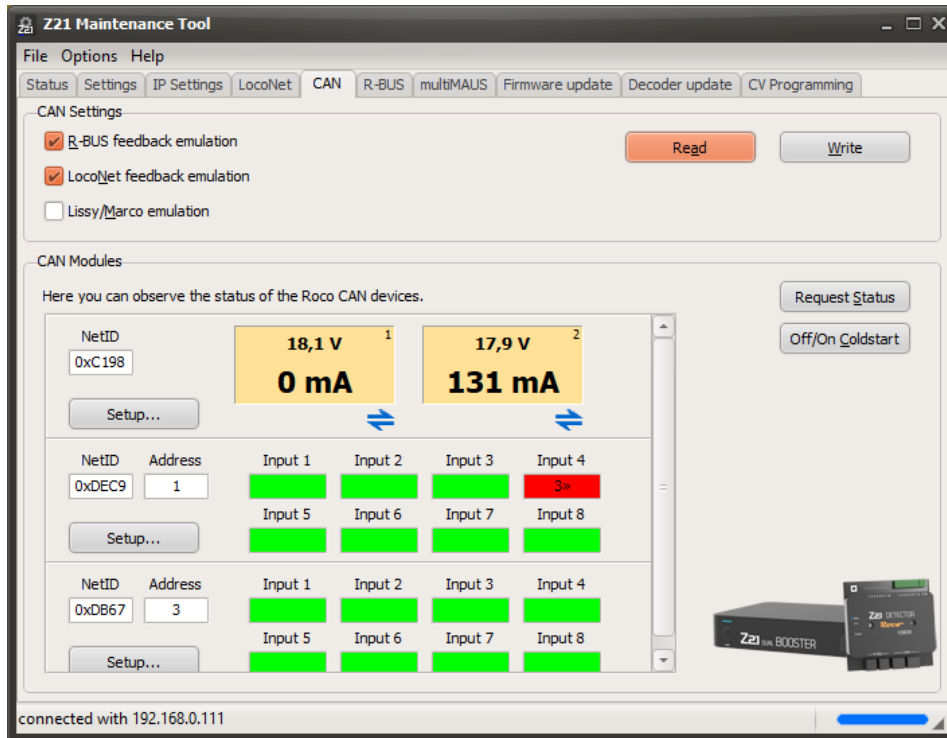 Z21 Maintenance Tool
File Options Help
Status Settings IP Settings LocoNet CAN R-BUS multiMAUS Firmware update Decoder update CV Programming
CAN Settings
R-BUS feedback emulation
Read Write
LocoNet feedback emulation
Lissy/Marco emulation
CAN Modules
Here you can observe the status of the Roco CAN devices.
Request Status
Off/On Coldstart
NetID
0xC198
Setup...
18,1 V 1
0 mA
17,9 V 2
131 mA
NetID Address Input 1 Input 2 Input 3 Input 4
0xDEC9 1 3»
Input 5 Input 6 Input 7 Input 8
Setup...
NetID Address Input 1 Input 2 Input 3 Input 4
0xDB67 3
Input 5 Input 6 Input 7 Input 8
Setup...
Z21 DUAL BOOSTER
Z21 DETECTOR
Roco
connected with 192.168.0.111